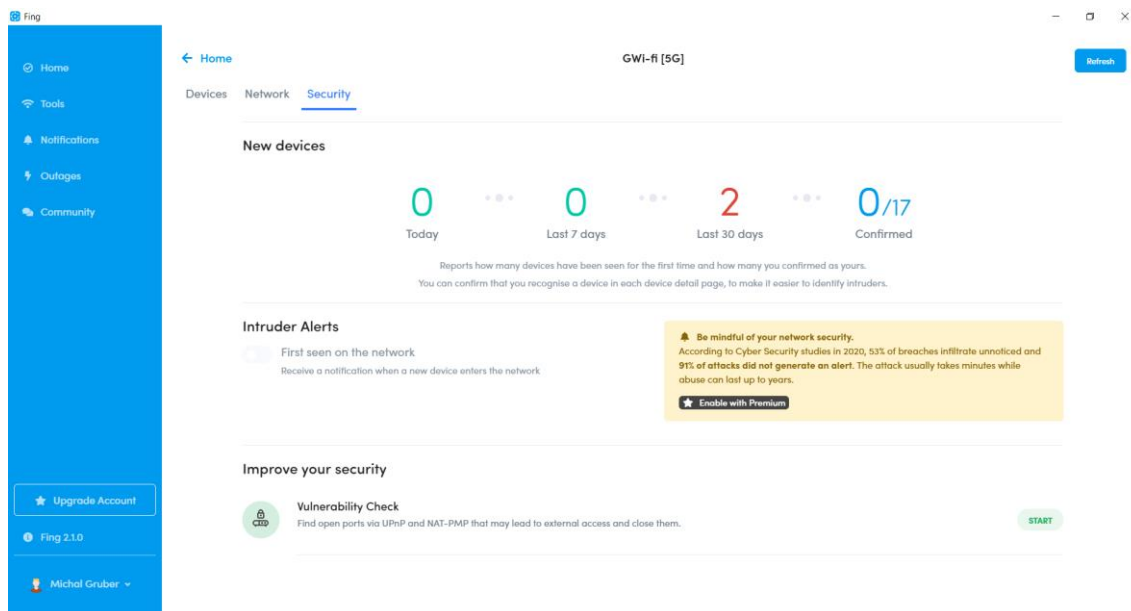 Fing
Home
Tools
Notifications
Outages
Community
Upgrade Account
Fing 2.1.0
Michal Gruber
Home
GWi-fi [5G]
Refresh
Devices Network Security
New devices
0 0 2 0/17
Today Last 7 days Last 30 days Confirmed
Reports how many devices have been seen for the first time and how many you confirmed as yours.
You can confirm that you recognise a device in each device detail page, to make it easier to identify intruders.
Intruder Alerts
First seen on the network
Receive a notification when a new device enters the network
Be mindful of your network security.
According to Cyber Security studies in 2020, 53% of breaches infiltrate unnoticed and
91% of attacks did not generate an alert. The attack usually takes minutes while
abuse can last up to years.
Enable with Premium
Improve your security
Vulnerability Check
Find open ports via UPnP and NAT-PMP that may lead to external access and close them.
START